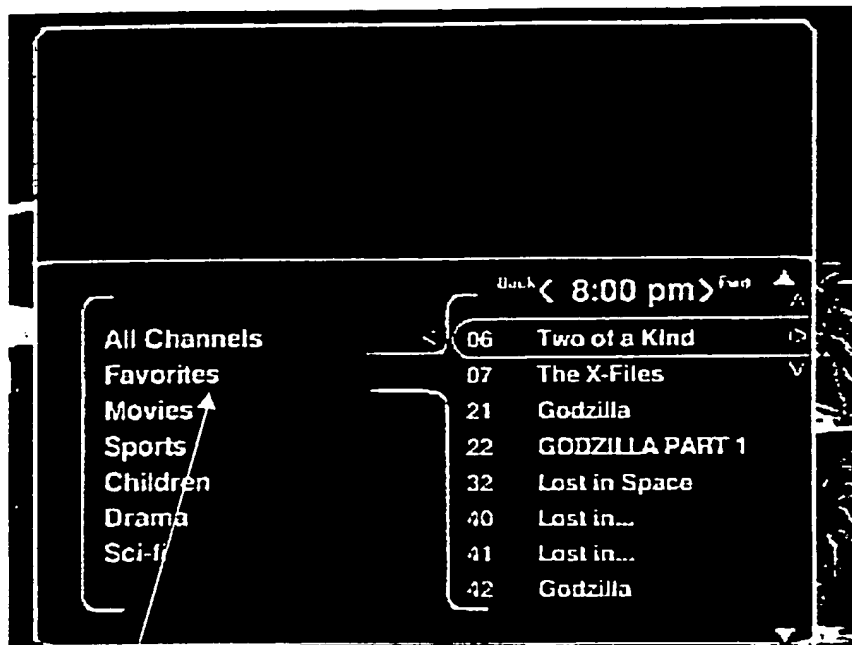 Back < 8:00 pm > Fwd
All Channels
Favorites
Movies
Sports
Children
Drama
Sci-fi
06 Two of a Kind
07 The X-Files
21 Godzilla
22 GODZILLA PART 1
32 Lost in Space
40 Lost in...
41 Lost in...
42 Godzilla